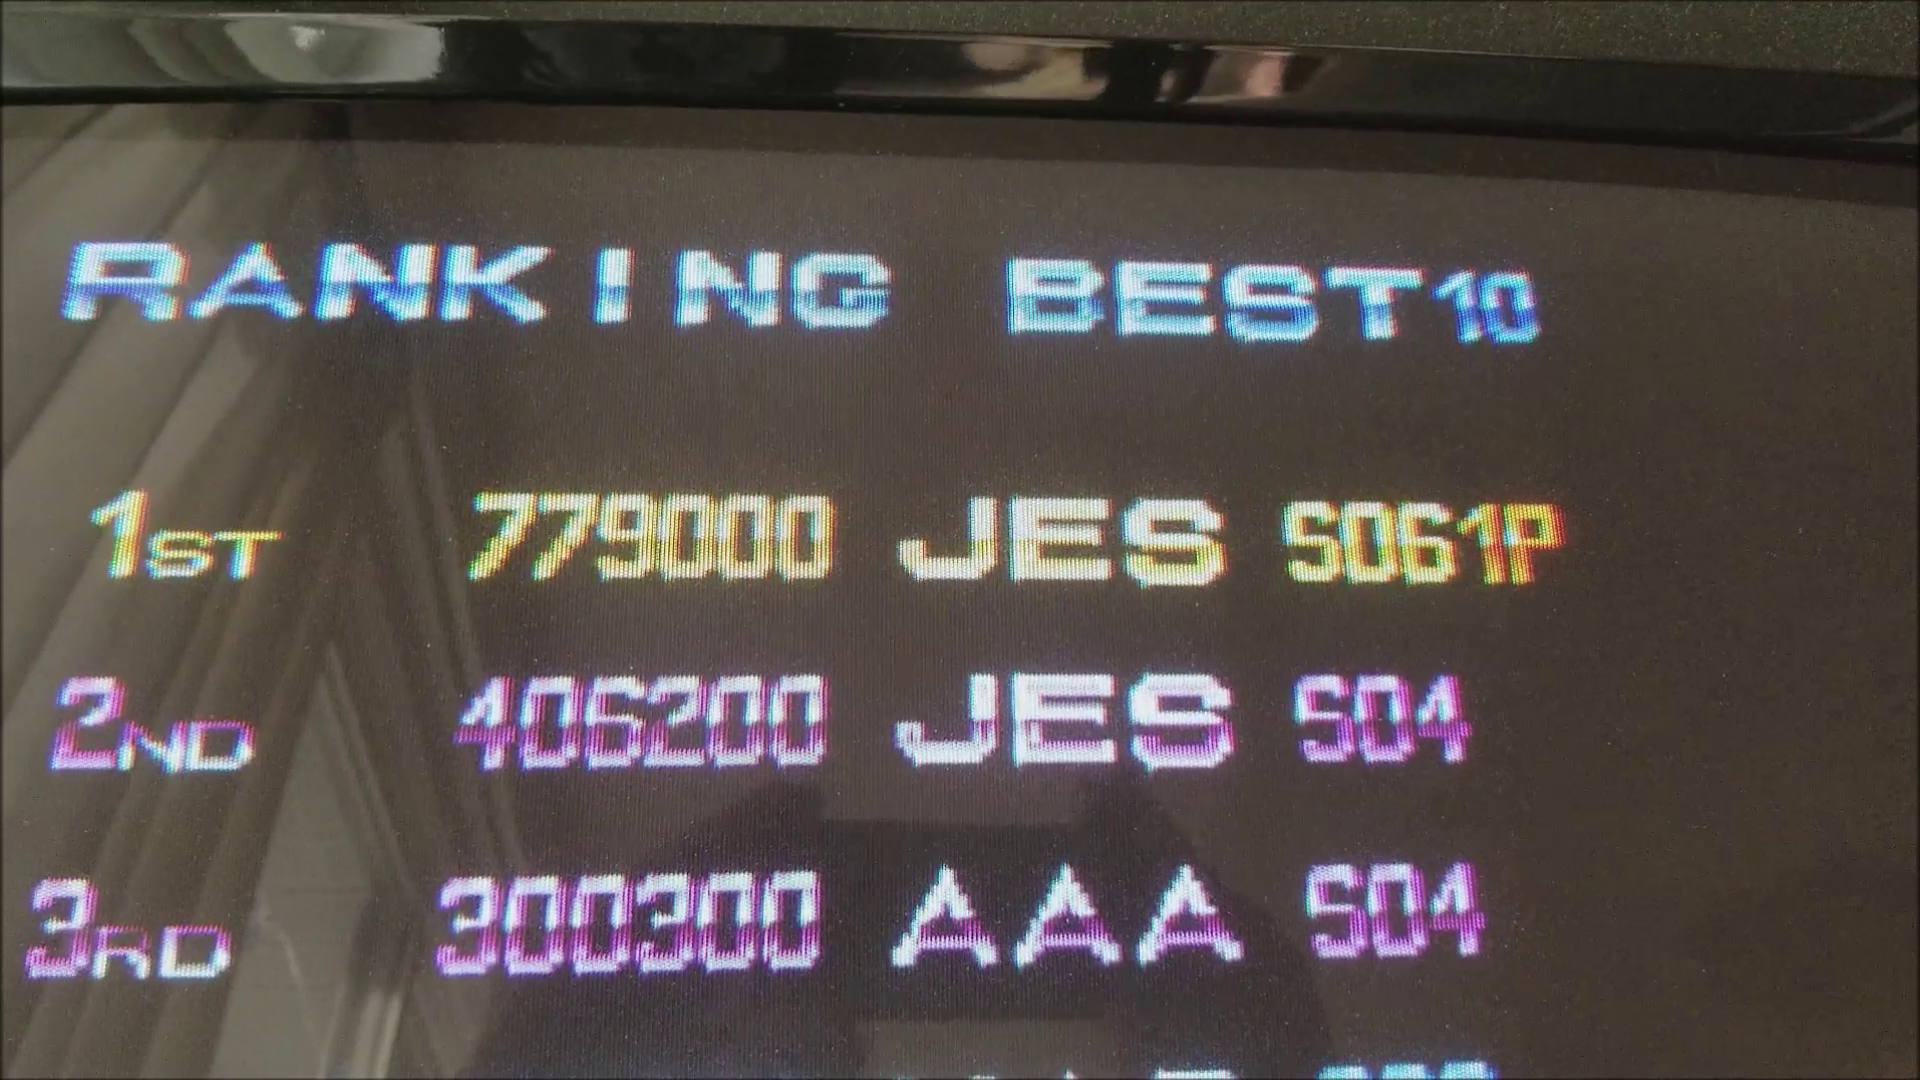 RANKING BEST10
1ST 779000 JES S061P
2ND 406200 JES S04
3RD 300300 AAA S04